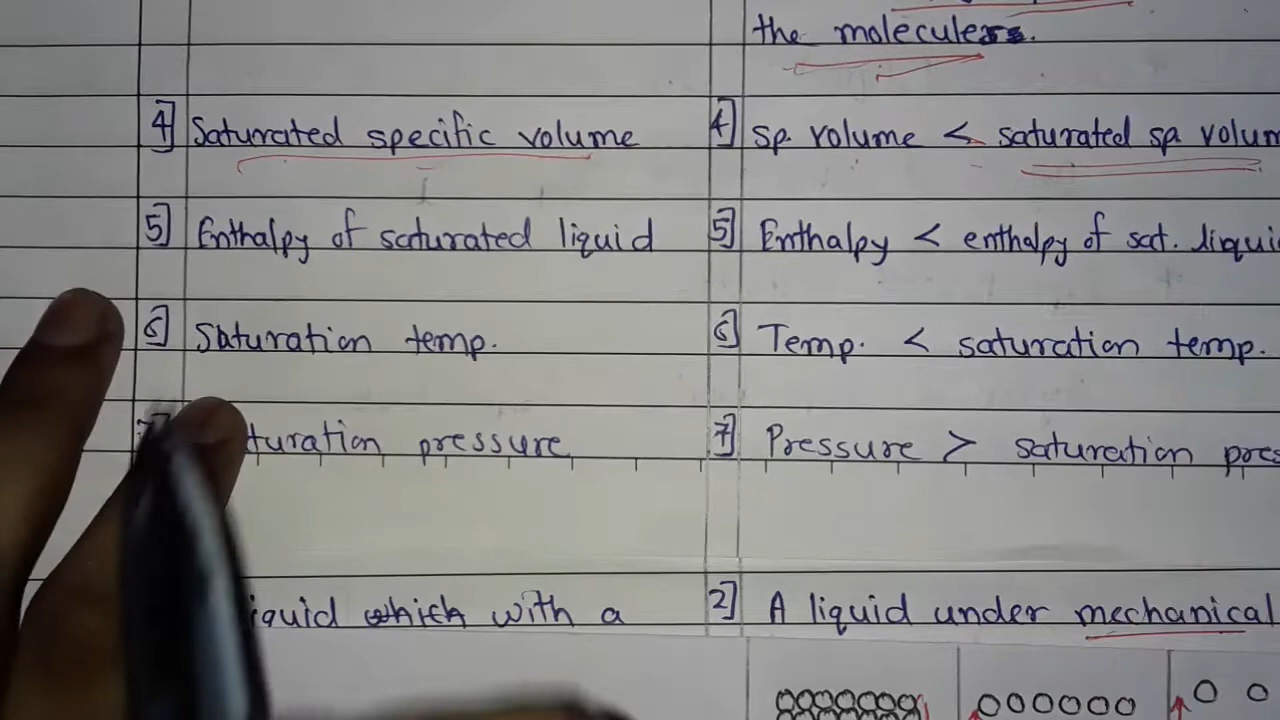 the molecules.
4] Saturated specific volume
4] Sp. volume < saturated sp. volum
5] Enthalpy of saturated liquid
5] Enthalpy < enthalpy of sat. liqui
6] Saturation temp.
6] Temp. < saturation temp.
turation pressure
7] Pressure > saturation pres
iquid which with a
2] A liquid under mechanical